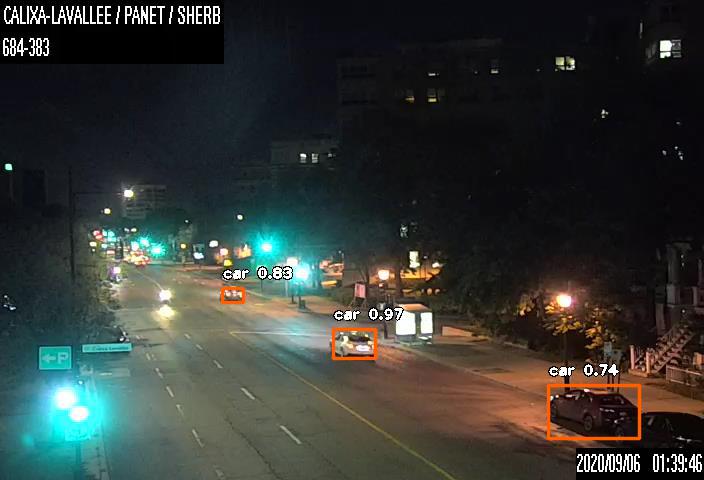 CALIXA-LAVALLEE / PANET / SHERB
684-383
car 0.83
car 0.97
car 0.74
←P
2020/09/06 01:39:46